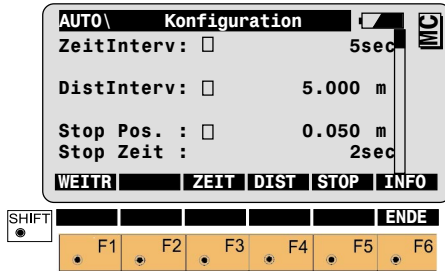 AUTO\ Konfiguration MC
ZeitInterv: 5sec
DistInterv: 5.000 m
Stop Pos. : 0.050 m
Stop Zeit : 2sec
WEITR ZEIT DIST STOP INFO
SHIFT ENDE
F1 F2 F3 F4 F5 F6